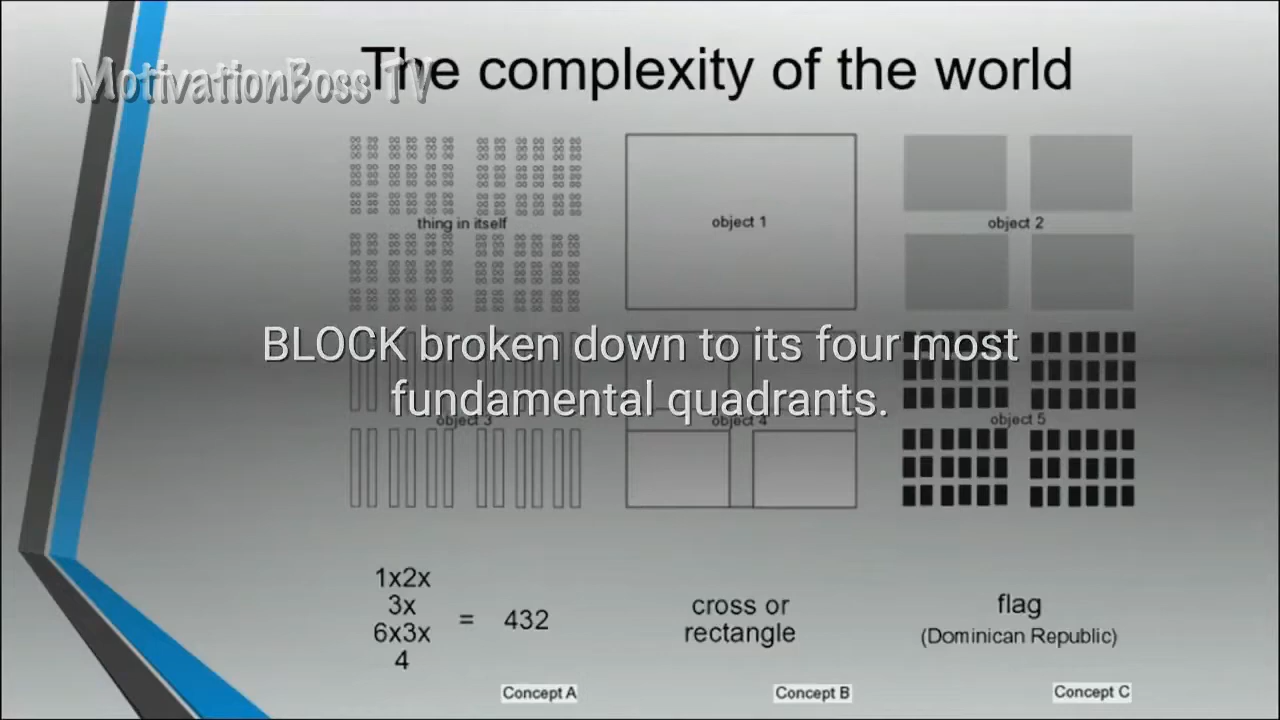 The complexity of the world
MotivationBoss TV
thing in itself
object 1
object 2
BLOCK broken down to its four most
fundamental quadrants.
object 3
object 4
object 5
1x2x
3x
6x3x
4
= 432
cross or
rectangle
flag
(Dominican Republic)
Concept A
Concept B
Concept C